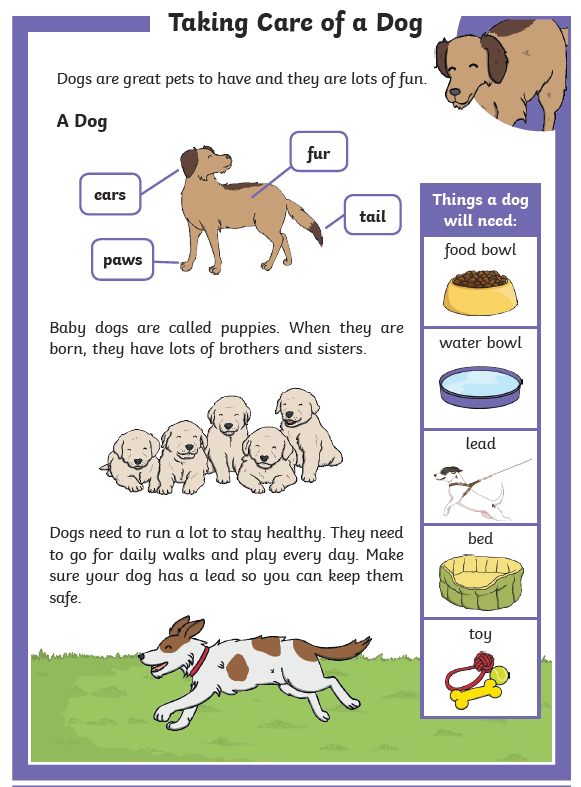 Taking Care of a Dog
Dogs are great pets to have and they are lots of fun.
A Dog
fur
ears
tail
paws
Baby dogs are called puppies. When they are
born, they have lots of brothers and sisters.
Dogs need to run a lot to stay healthy. They need
to go for daily walks and play every day. Make
sure your dog has a lead so you can keep them
safe.
Things a dog
will need:
food bowl
water bowl
lead
bed
toy